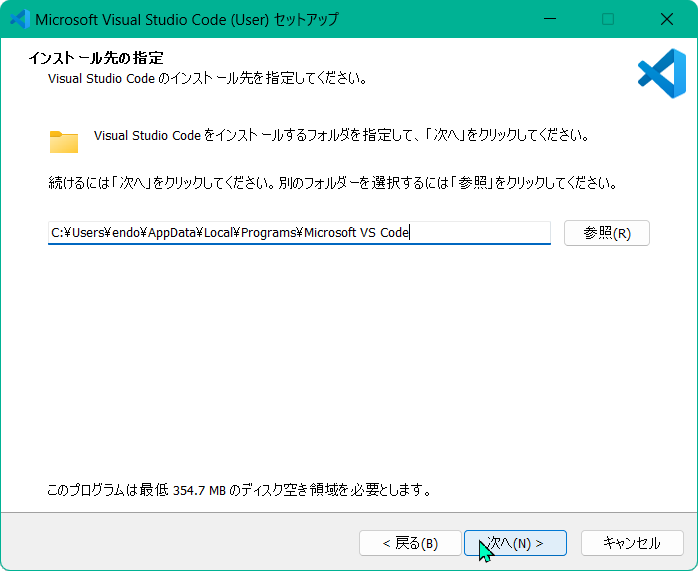 Microsoft Visual Studio Code (User) セットアップ
インストール先の指定
Visual Studio Code のインストール先を指定してください。
Visual Studio Code をインストールするフォルダを指定して、「次へ」をクリックしてください。
続けるには「次へ」をクリックしてください。別のフォルダーを選択するには「参照」をクリックしてください。
C:¥Users¥endo¥AppData¥Local¥Programs¥Microsoft VS Code
参照(R)
このプログラムは最低 354.7 MB のディスク空き領域を必要とします。
< 戻る(B)
次へ(N) >
キャンセル